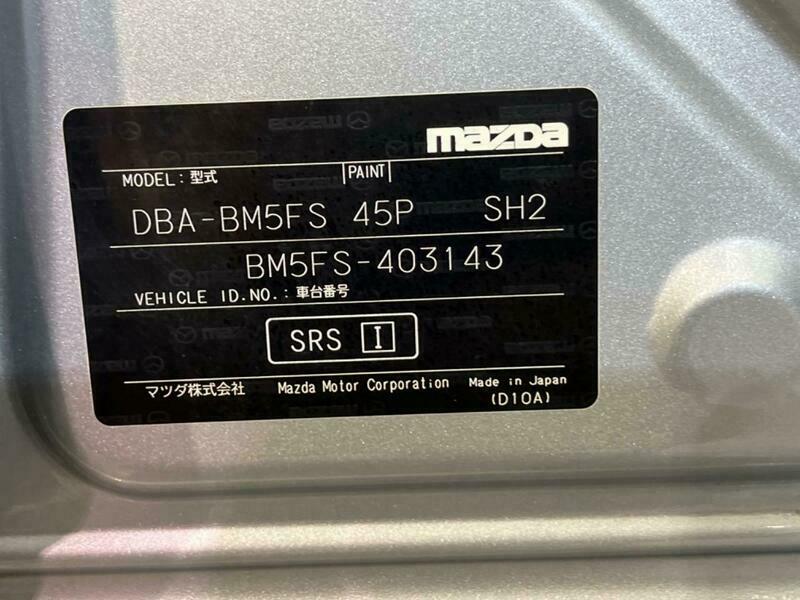 mazda
MODEL:型式 PAINT
DBA-BM5FS 45P SH2
BM5FS-403143
VEHICLE ID.NO.:車台番号
SRS I
マツダ株式会社 Mazda Motor Corporation Made in Japan
(D10A)